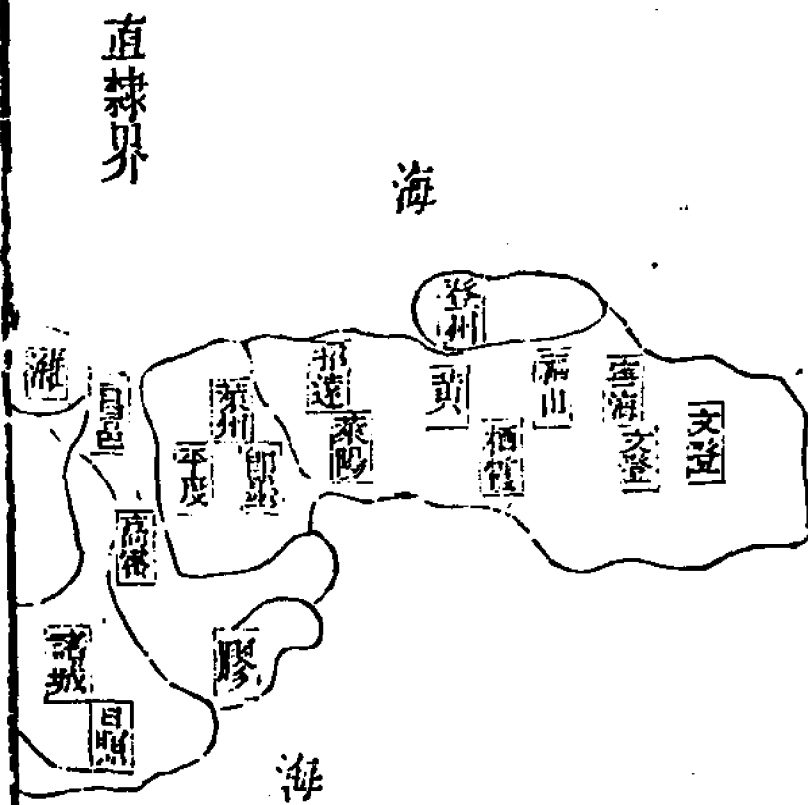 直隸界
海
登州
濰
昌邑
萊州
招遠
黃
福山
寧海
文登
平度
即墨
萊陽
栖霞
文登
高密
諸城
膠
日照
海